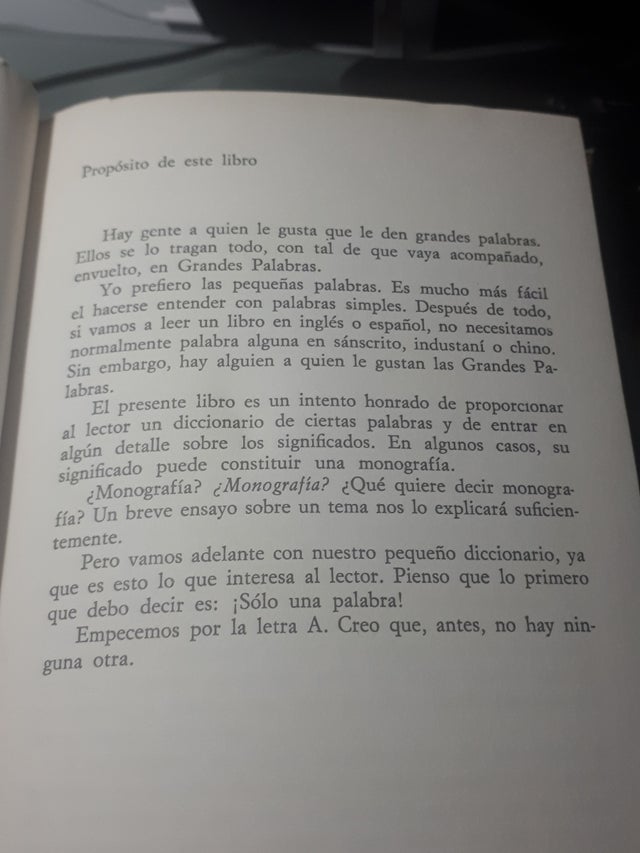 Propósito de este libro
Hay gente a quien le gusta que le den grandes palabras.
Ellos se lo tragan todo, con tal de que vaya acompañado,
envuelto, en Grandes Palabras.
Yo prefiero las pequeñas palabras. Es mucho más fácil
el hacerse entender con palabras simples. Después de todo,
si vamos a leer un libro en inglés o español, no necesitamos
normalmente palabra alguna en sánscrito, industaní o chino.
Sin embargo, hay alguien a quien le gustan las Grandes Pa-
labras.
El presente libro es un intento honrado de proporcionar
al lector un diccionario de ciertas palabras y de entrar en
algún detalle sobre los significados. En algunos casos, su
significado puede constituir una monografía.
¿Monografía? ¿Monografía? ¿Qué quiere decir monogra-
fía? Un breve ensayo sobre un tema nos lo explicará suficien-
temente.
Pero vamos adelante con nuestro pequeño diccionario, ya
que es esto lo que interesa al lector. Pienso que lo primero
que debo decir es: ¡Sólo una palabra!
Empecemos por la letra A. Creo que, antes, no hay nin-
guna otra.